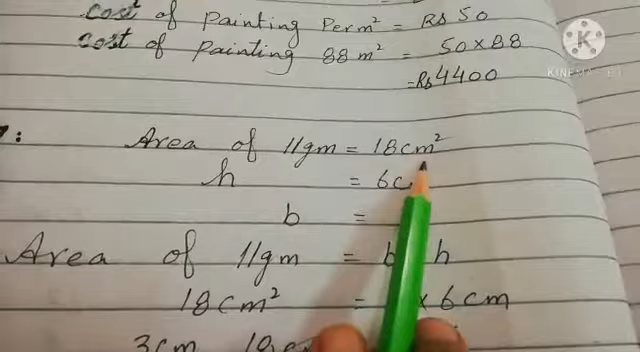 Cost of Painting Per m² = Rs 50
Cost of Painting 88 m² = 50 × 88
= Rs 4400
Area of 11gm = 18cm²
h = 6c
b =
Area of 11gm = b h
18cm² = × 6cm
3cm
K